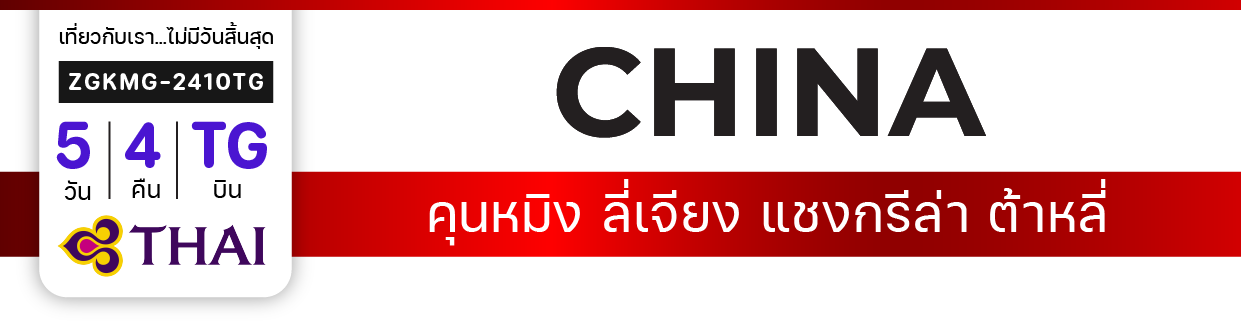 เที่ยวกับเรา...ไม่มีวันสิ้นสุด
ZGKMG-2410TG
5 วัน | 4 คืน | TG บิน
THAI
CHINA
คุนหมิง ลี่เจียง แชงกรีล่า ต้าหลี่